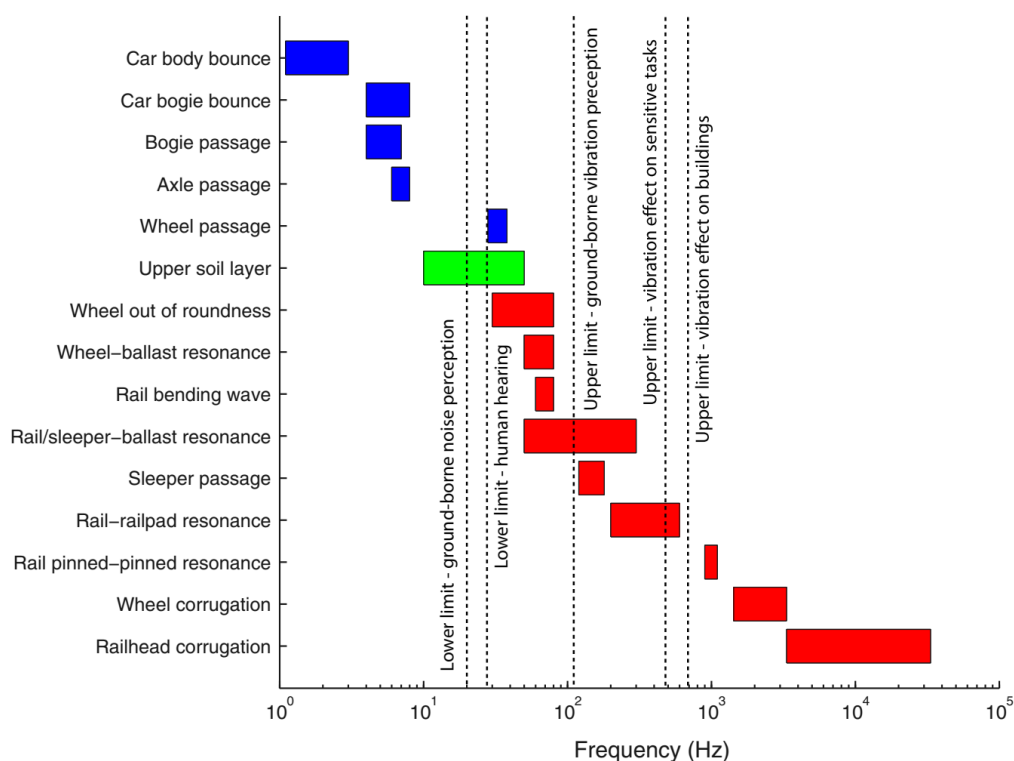 Car body bounce
Car bogie bounce
Bogie passage
Axle passage
Wheel passage
Upper soil layer
Wheel out of roundness
Wheel–ballast resonance
Rail bending wave
Rail/sleeper–ballast resonance
Sleeper passage
Rail–railpad resonance
Rail pinned–pinned resonance
Wheel corrugation
Railhead corrugation
Lower limit - ground-borne noise perception
Lower limit - human hearing
Upper limit - ground-borne vibration preception
Upper limit - vibration effect on sensitive tasks
Upper limit - vibration effect on buildings
10⁰ 10¹ 10² 10³ 10⁴ 10⁵
Frequency (Hz)